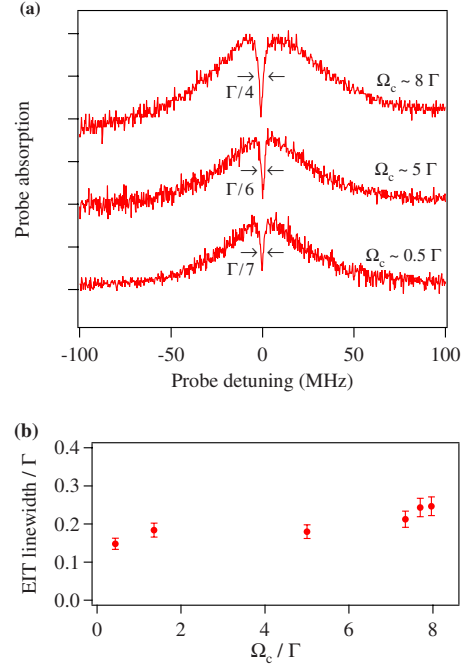 (a)
Probe absorption
Ω_c ~ 8 Γ
Γ/4
Ω_c ~ 5 Γ
Γ/6
Ω_c ~ 0.5 Γ
Γ/7
-100 -50 0 50 100
Probe detuning (MHz)
(b)
EIT linewidth / Γ
0.4
0.3
0.2
0.1
0.0
0 2 4 6 8
Ω_c / Γ